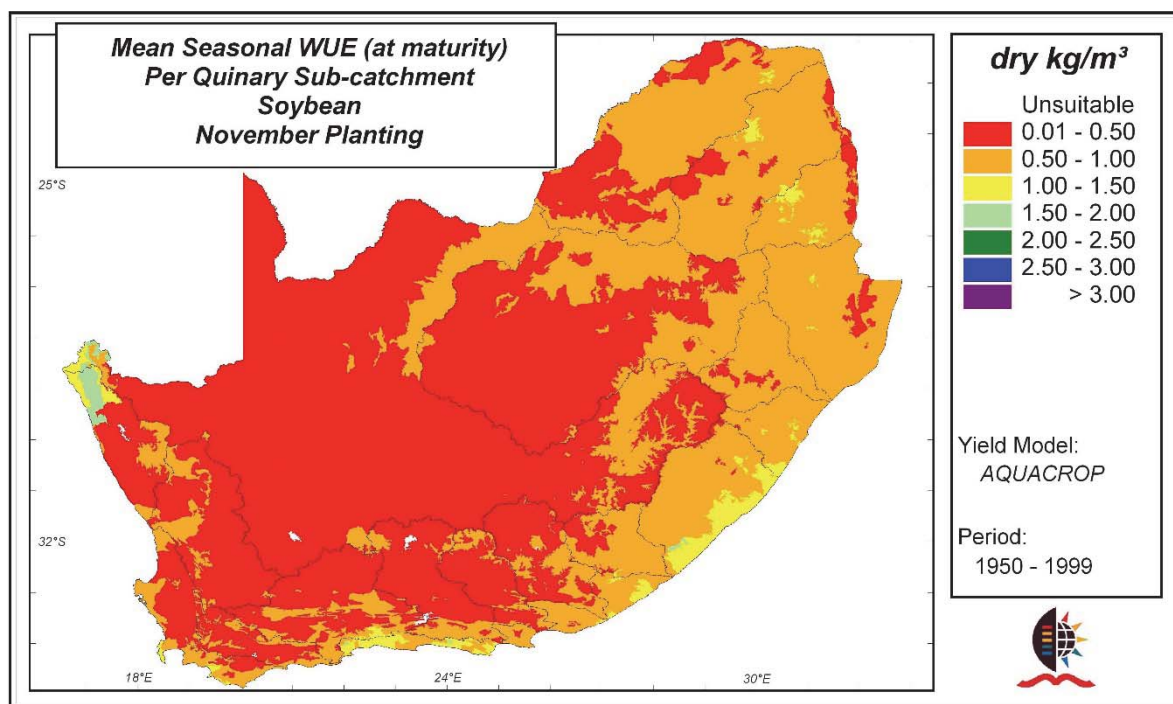 Mean Seasonal WUE (at maturity)
Per Quinary Sub-catchment
Soybean
November Planting
dry kg/m³
Unsuitable
0.01 - 0.50
0.50 - 1.00
1.00 - 1.50
1.50 - 2.00
2.00 - 2.50
2.50 - 3.00
> 3.00
25°S
32°S
Yield Model:
AQUACROP
Period:
1950 - 1999
18°E
24°E
30°E